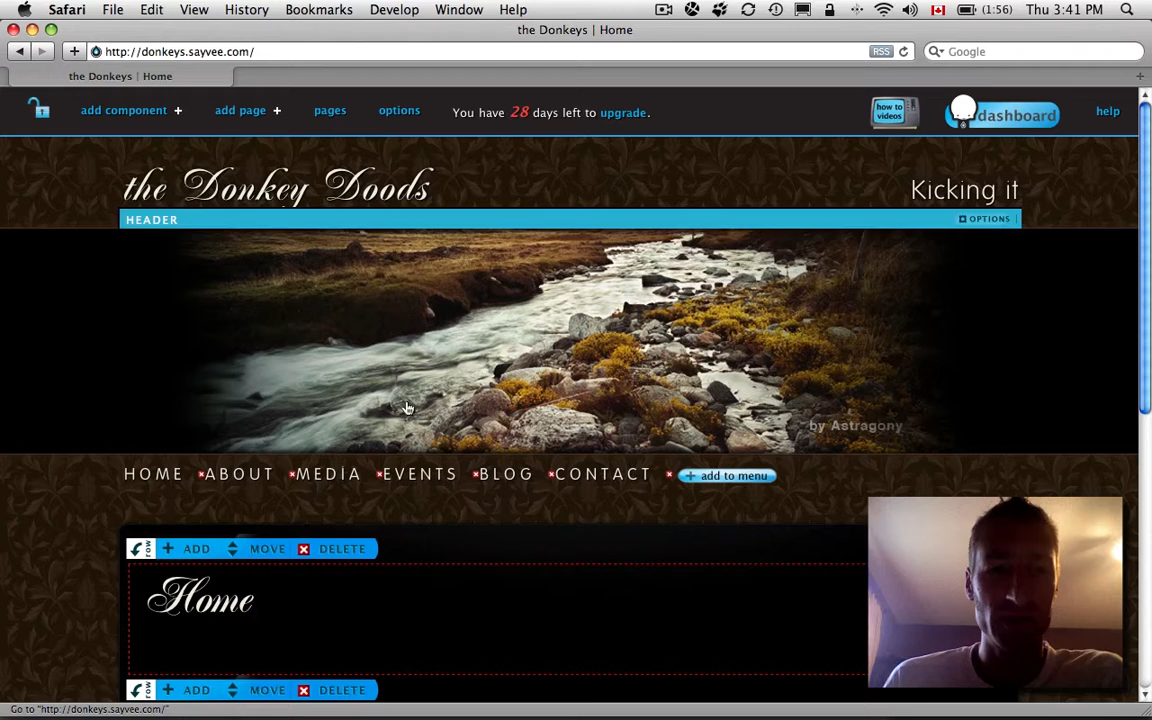 Safari File Edit View History Bookmarks Develop Window Help (1:56) Thu 3:41 PM
the Donkeys | Home
http://donkeys.sayvee.com/ RSS Google
the Donkeys | Home
add component + add page + pages options You have 28 days left to upgrade. how to videos dashboard help
the Donkey Doods Kicking it
HEADER OPTIONS
by Astragony
HOME ABOUT MEDIA EVENTS BLOG CONTACT + add to menu
row + ADD MOVE DELETE
Home
row + ADD MOVE DELETE
Go to "http://donkeys.sayvee.com/"